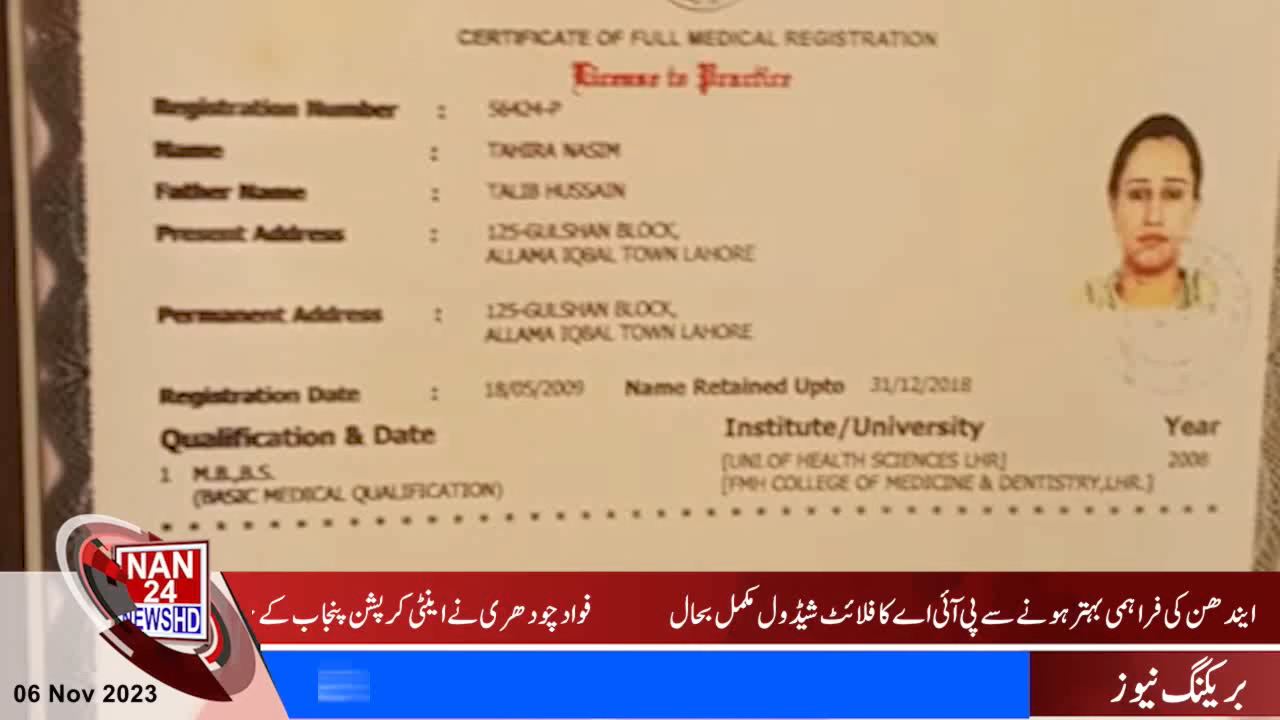 CERTIFICATE OF FULL MEDICAL REGISTRATION
License to Practice
Registration Number : 56424-P
Name : TAHIRA NASIM
Father Name : TALIB HUSSAIN
Present Address : 125-GULSHAN BLOCK,
ALLAMA IQBAL TOWN LAHORE
Permanent Address : 125-GULSHAN BLOCK,
ALLAMA IQBAL TOWN LAHORE
Registration Date : 18/05/2009 Name Retained Upto 31/12/2018
Qualification & Date Institute/University Year
1 M.B.,B.S. [UNI.OF HEALTH SCIENCES LHR] 2008
(BASIC MEDICAL QUALIFICATION) [FMH COLLEGE OF MEDICINE & DENTISTRY,LHR.]
NAN
24
NEWSHD
ایندھن کی فراہمی بہتر ہونے سے پی آئی اے کا فلائٹ شیڈول مکمل بحال فواد چودھری نے اینٹی کرپشن پنجاب کے
بریکنگ نیوز
06 Nov 2023